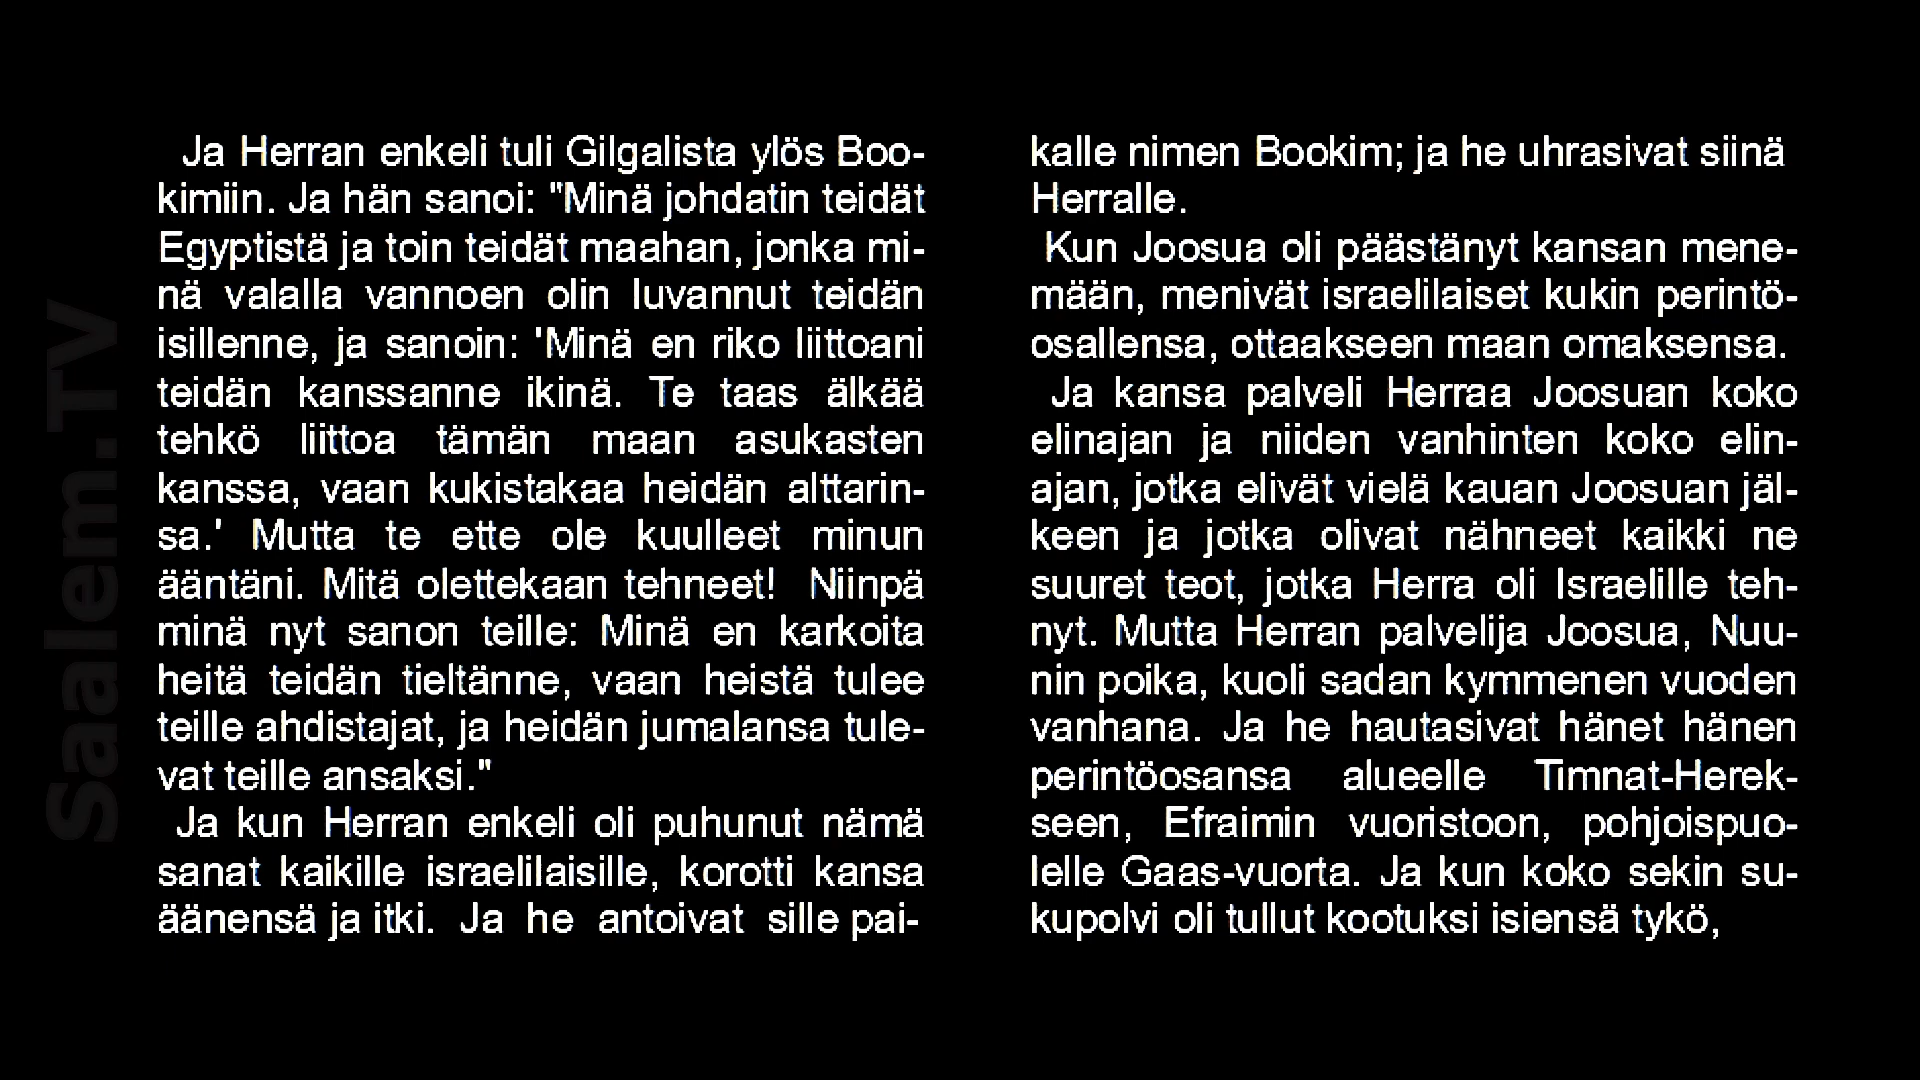 Ja Herran enkeli tuli Gilgalista ylös Boo-
kimiin. Ja hän sanoi: "Minä johdatin teidät
Egyptistä ja toin teidät maahan, jonka mi-
nä valalla vannoen olin luvannut teidän
isillenne, ja sanoin: 'Minä en riko liittoani
teidän kanssanne ikinä. Te taas älkää
tehkö liittoa tämän maan asukasten
kanssa, vaan kukistakaa heidän alttarin-
sa.' Mutta te ette ole kuulleet minun
ääntäni. Mitä olettekaan tehneet! Niinpä
minä nyt sanon teille: Minä en karkoita
heitä teidän tieltänne, vaan heistä tulee
teille ahdistajat, ja heidän jumalansa tule-
vat teille ansaksi."
Ja kun Herran enkeli oli puhunut nämä
sanat kaikille israelilaisille, korotti kansa
äänensä ja itki. Ja he antoivat sille pai-
kalle nimen Bookim; ja he uhrasivat siinä
Herralle.
Kun Joosua oli päästänyt kansan mene-
mään, menivät israelilaiset kukin perintö-
osallensa, ottaakseen maan omaksensa.
Ja kansa palveli Herraa Joosuan koko
elinajan ja niiden vanhinten koko elin-
ajan, jotka elivät vielä kauan Joosuan jäl-
keen ja jotka olivat nähneet kaikki ne
suuret teot, jotka Herra oli Israelille teh-
nyt. Mutta Herran palvelija Joosua, Nuu-
nin poika, kuoli sadan kymmenen vuoden
vanhana. Ja he hautasivat hänet hänen
perintöosansa alueelle Timnat-Herek-
seen, Efraimin vuoristoon, pohjoispuo-
lelle Gaas-vuorta. Ja kun koko sekin su-
kupolvi oli tullut kootuksi isiensä tykö,
Saalem.TV